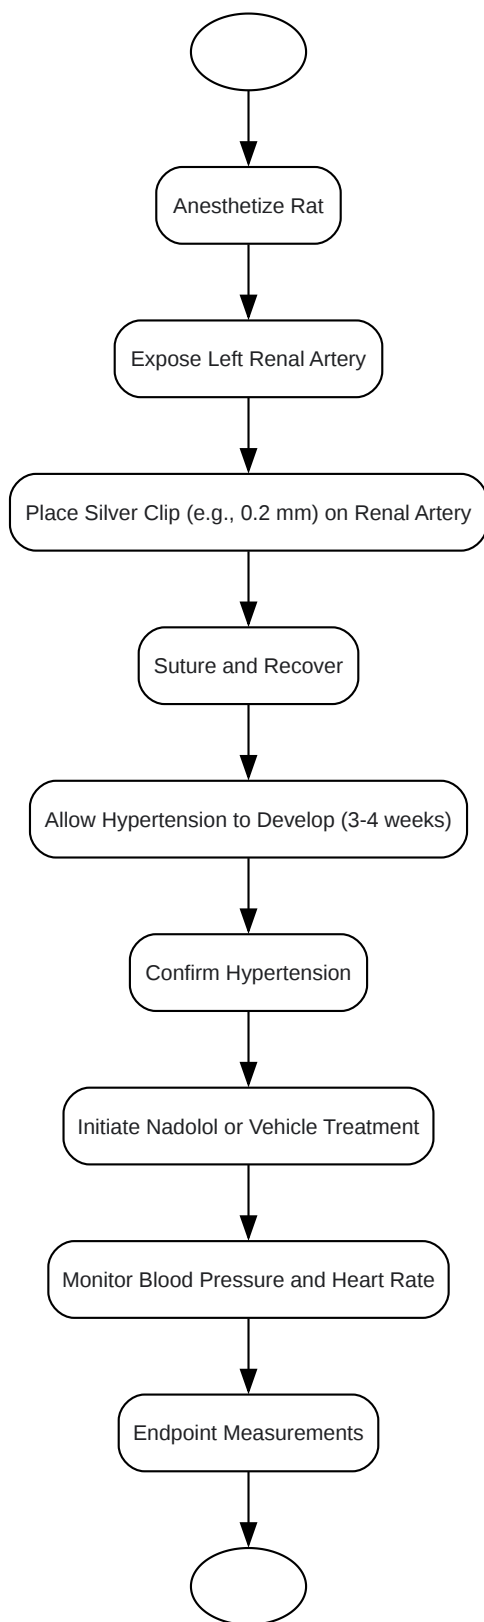 Anesthetize Rat
Expose Left Renal Artery
Place Silver Clip (e.g., 0.2 mm) on Renal Artery
Suture and Recover
Allow Hypertension to Develop (3-4 weeks)
Confirm Hypertension
Initiate Nadolol or Vehicle Treatment
Monitor Blood Pressure and Heart Rate
Endpoint Measurements